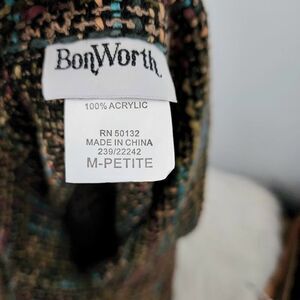 BonWorth
100% ACRYLIC
RN 50132
MADE IN CHINA
239/22242
M-PETITE